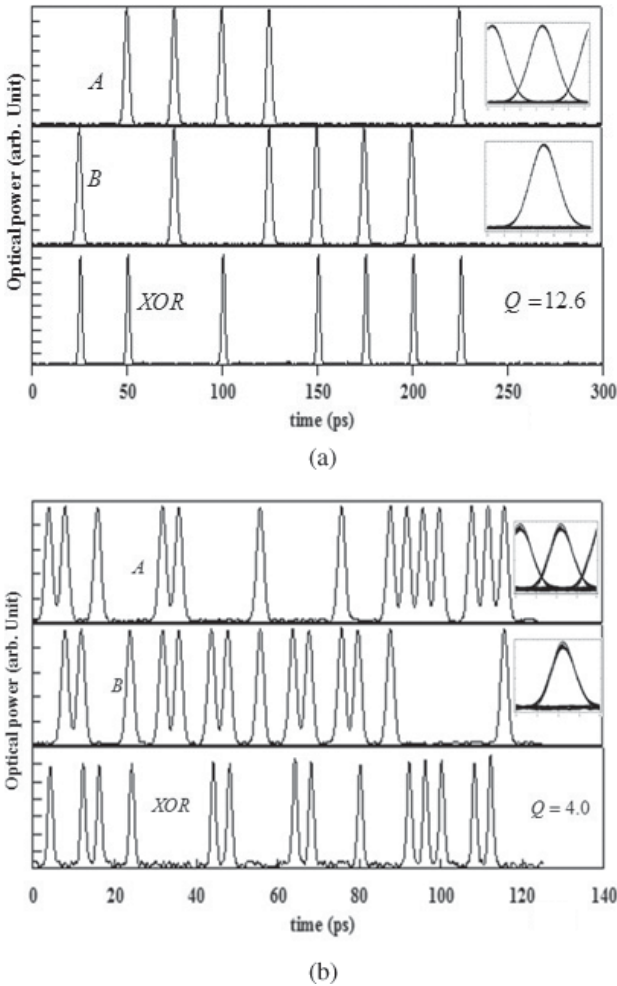 Optical power (arb. Unit)
A
B
XOR
Q = 12.6
0 50 100 150 200 250 300
time (ps)
(a)
Optical power (arb. Unit)
A
B
XOR
Q = 4.0
0 20 40 60 80 100 120 140
time (ps)
(b)